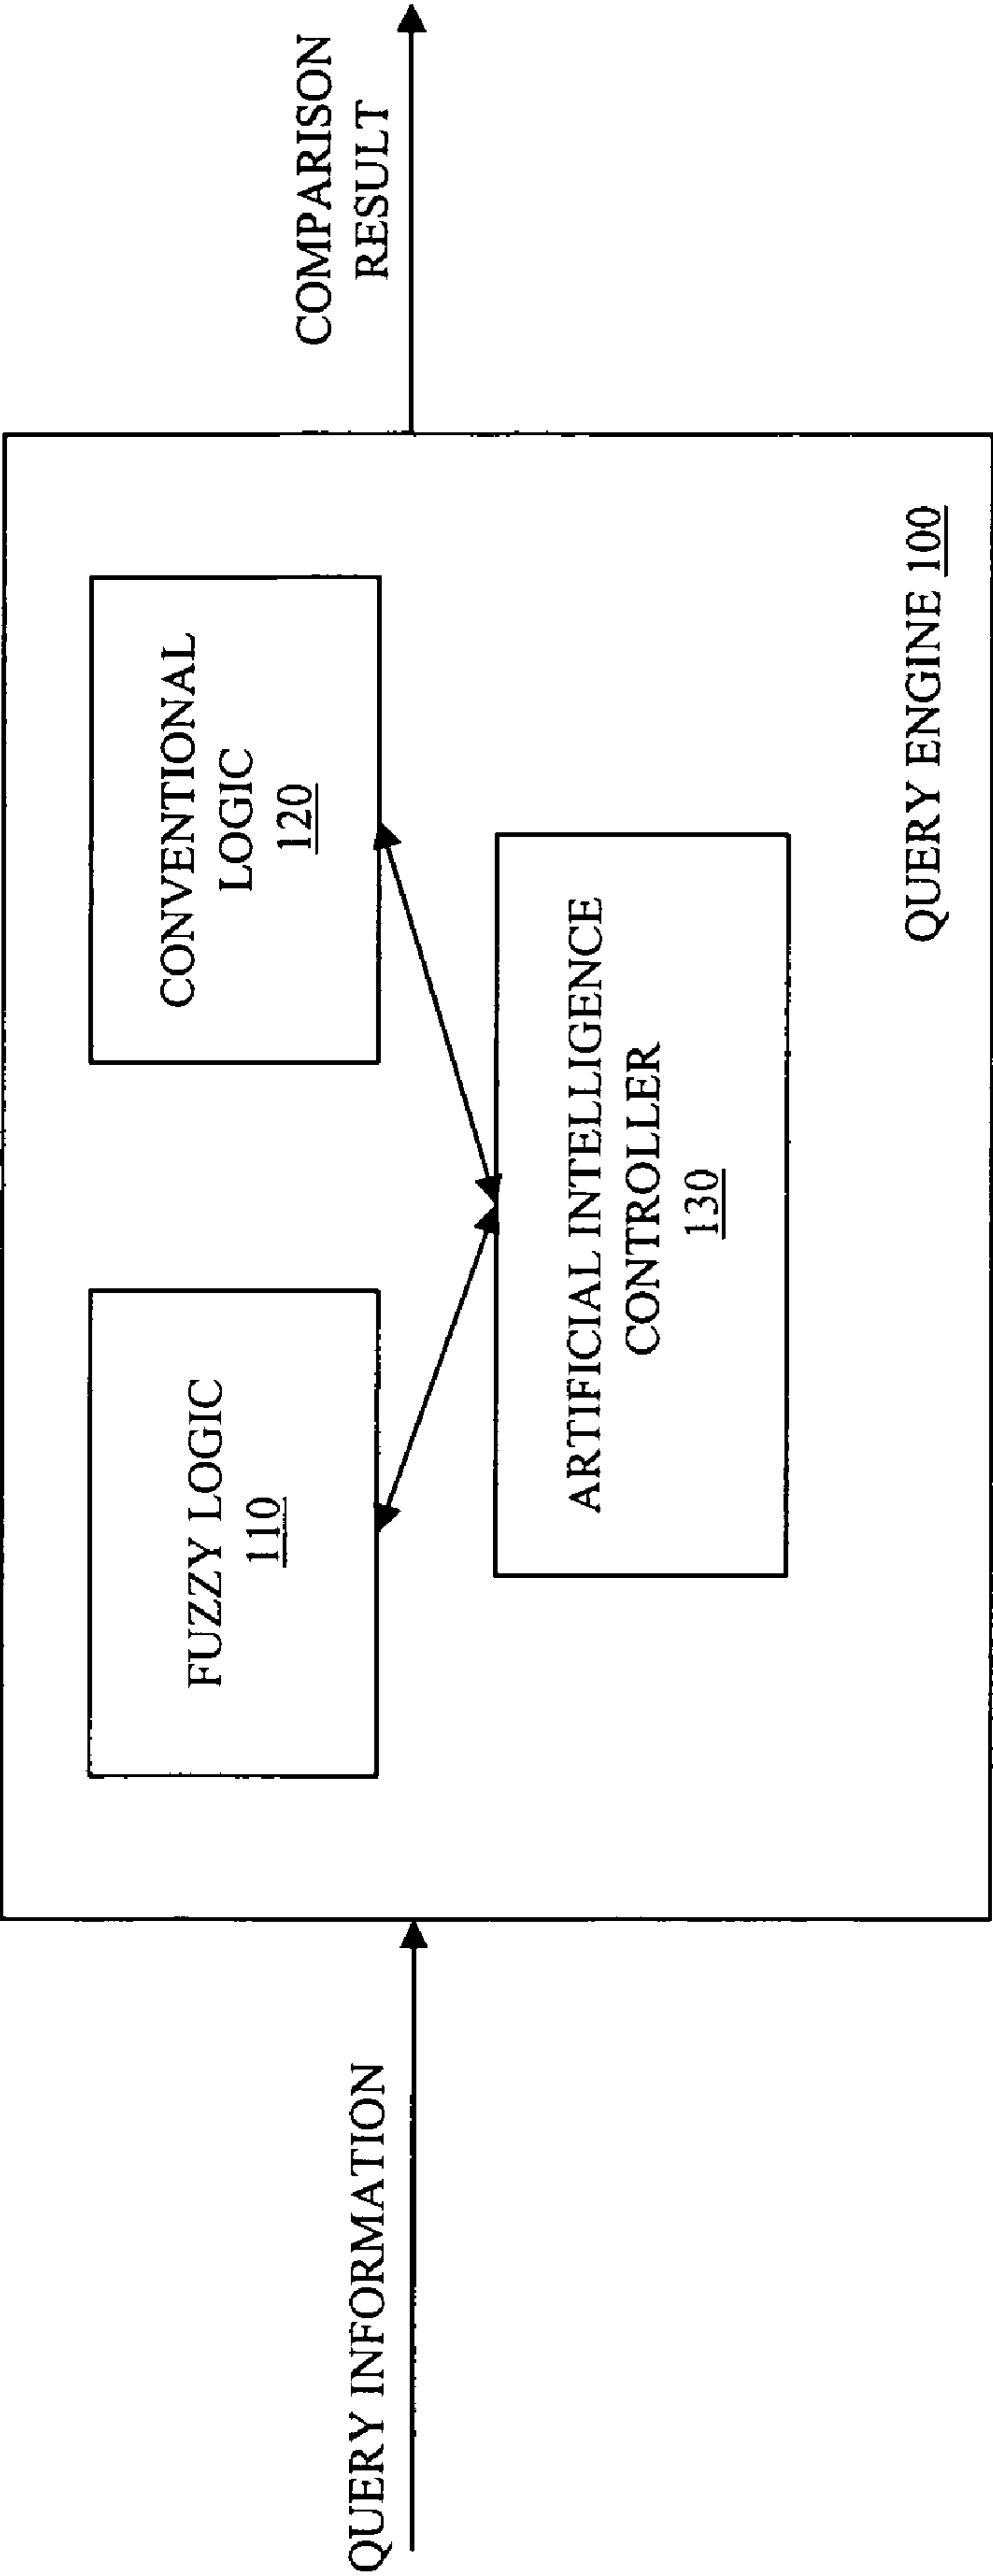 QUERY INFORMATION
FUZZY LOGIC
110
CONVENTIONAL
LOGIC
120
ARTIFICIAL INTELLIGENCE
CONTROLLER
130
QUERY ENGINE 100
COMPARISON
RESULT